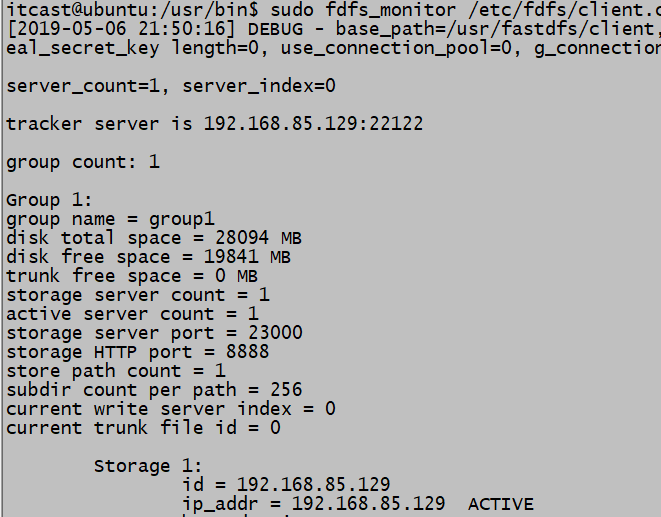 itcast@ubuntu:/usr/bin$ sudo fdfs_monitor /etc/fdfs/client.c
[2019-05-06 21:50:16] DEBUG - base_path=/usr/fastdfs/client,
eal_secret_key length=0, use_connection_pool=0, g_connection
server_count=1, server_index=0
tracker server is 192.168.85.129:22122
group count: 1
Group 1:
group name = group1
disk total space = 28094 MB
disk free space = 19841 MB
trunk free space = 0 MB
storage server count = 1
active server count = 1
storage server port = 23000
storage HTTP port = 8888
store path count = 1
subdir count per path = 256
current write server index = 0
current trunk file id = 0
Storage 1:
id = 192.168.85.129
ip_addr = 192.168.85.129  ACTIVE